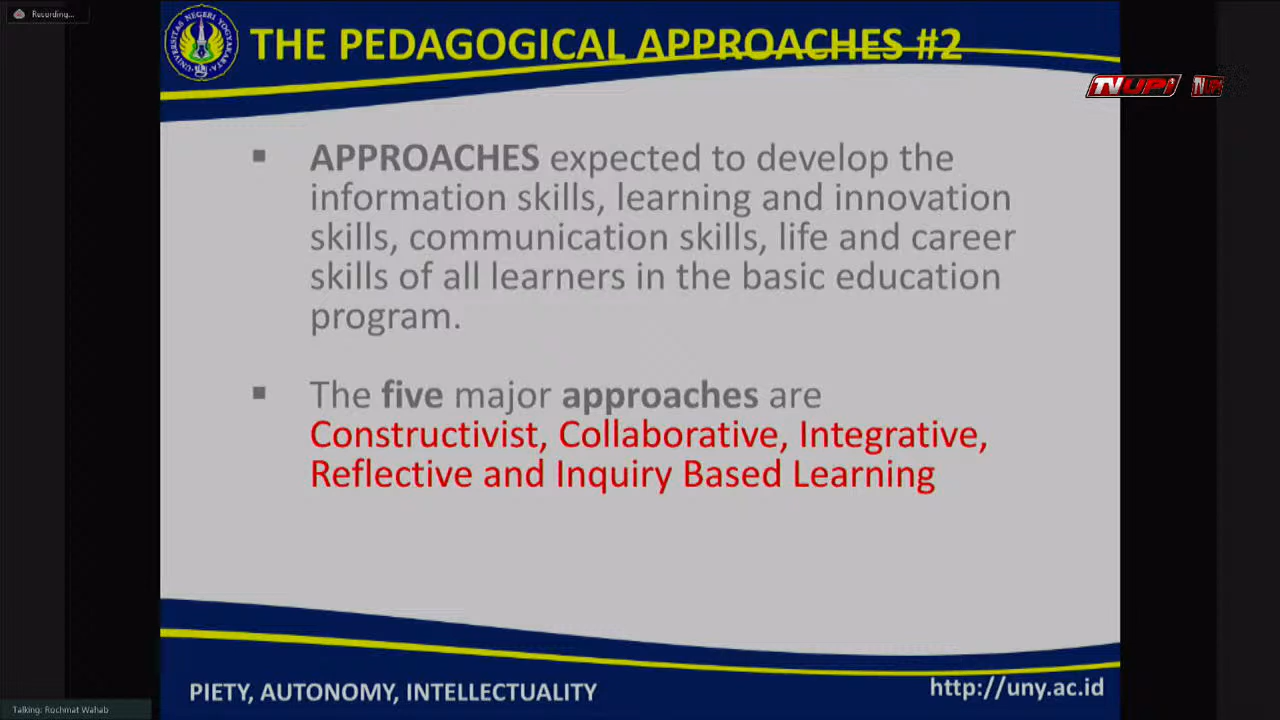 Recording...
THE PEDAGOGICAL APPROACHES #2
TVUPI TVUPI
▪ APPROACHES expected to develop the
information skills, learning and innovation
skills, communication skills, life and career
skills of all learners in the basic education
program.
▪ The five major approaches are
Constructivist, Collaborative, Integrative,
Reflective and Inquiry Based Learning
PIETY, AUTONOMY, INTELLECTUALITY
http://uny.ac.id
Talking: Rochmat Wahab